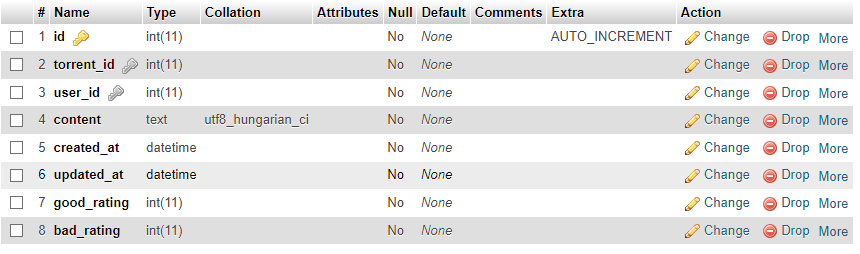 # Name Type Collation Attributes Null Default Comments Extra Action
1 id int(11) No None AUTO_INCREMENT Change Drop More
2 torrent_id int(11) No None Change Drop More
3 user_id int(11) No None Change Drop More
4 content text utf8_hungarian_ci No None Change Drop More
5 created_at datetime No None Change Drop More
6 updated_at datetime No None Change Drop More
7 good_rating int(11) No None Change Drop More
8 bad_rating int(11) No None Change Drop More